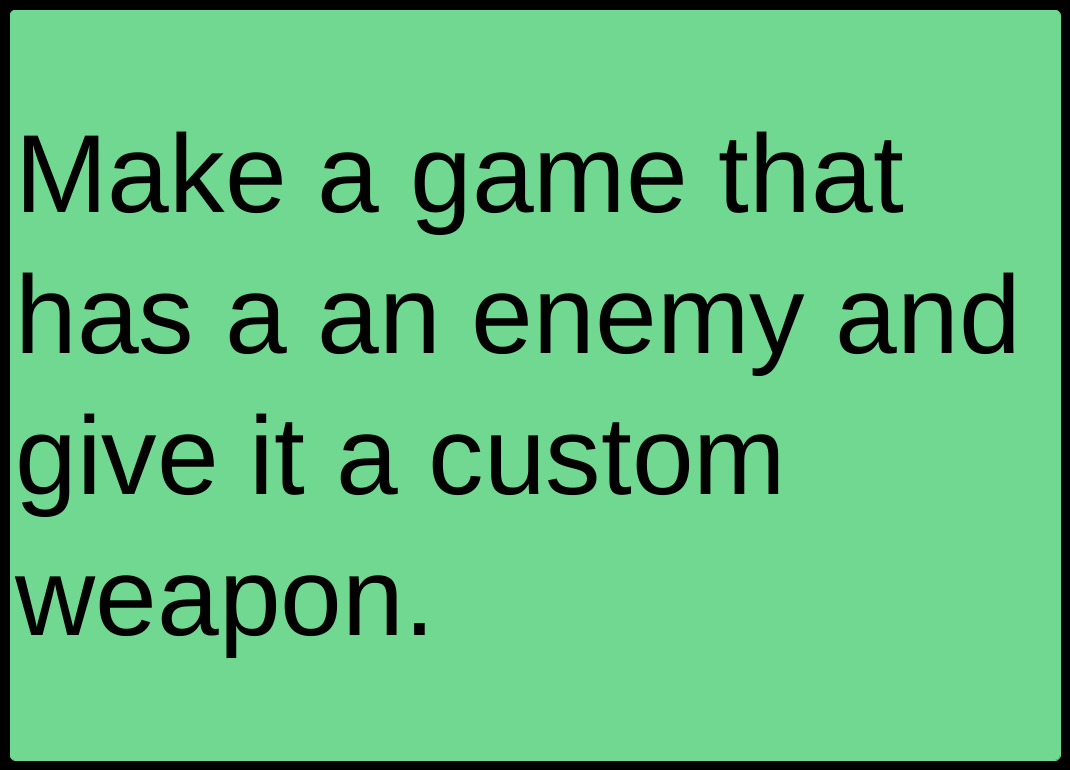 Make a game that
has a an enemy and
give it a custom
weapon.